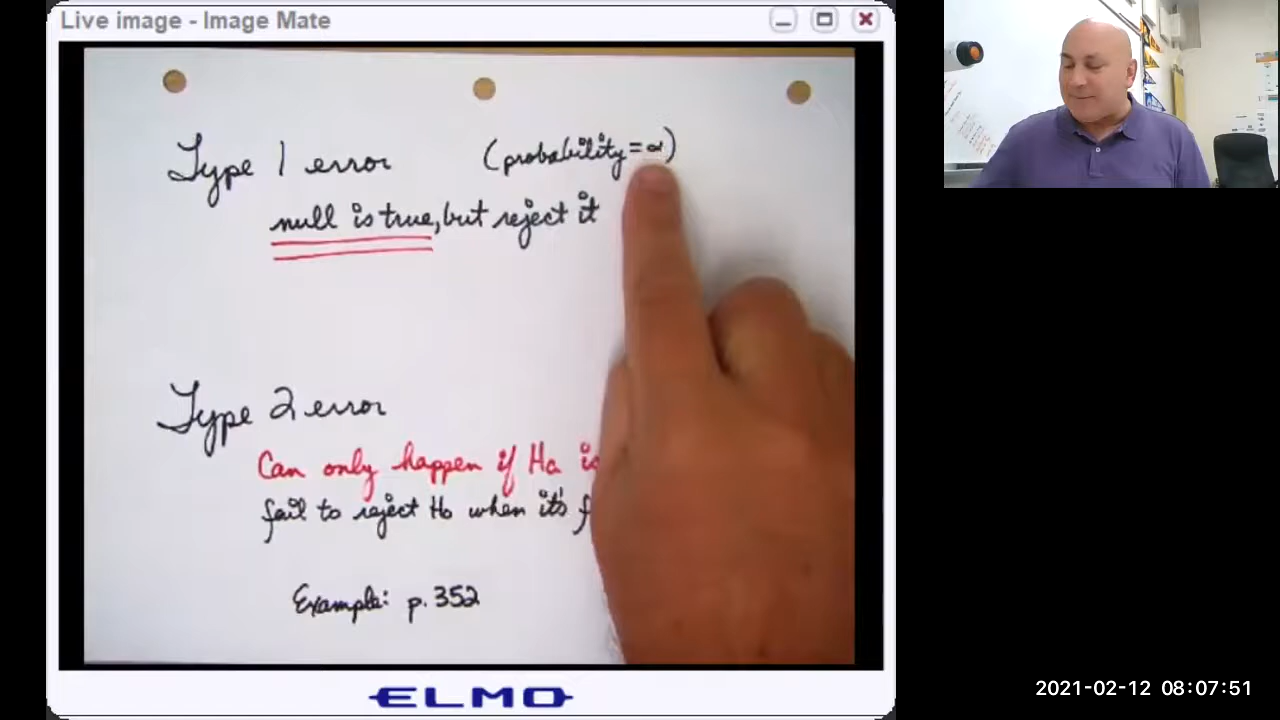 Live image - Image Mate
Type 1 error (probability=α)
null is true, but reject it
Type 2 error
Can only happen if Ha is
fail to reject Ho when it's f
Example: p. 352
ELMO
2021-02-12 08:07:51